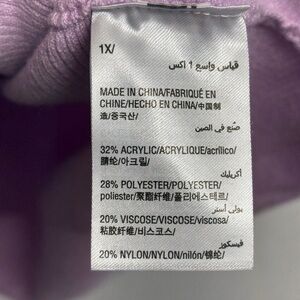 1X/
قياس واسع 1 اكس
MADE IN CHINA/FABRIQUÉ EN
CHINE/HECHO EN CHINA/中国制
造/중국산/
صنع في الصين
32% ACRYLIC/ACRYLIQUE/acrílico/
腈纶/아크릴/
أكريليك
28% POLYESTER/POLYESTER/
poliester/聚酯纤维/폴리에스테르/
بولي أستر
20% VISCOSE/VISCOSE/viscosa/
粘胶纤维/비스코스/
فيسكوز
20% NYLON/NYLON/nilón/锦纶/